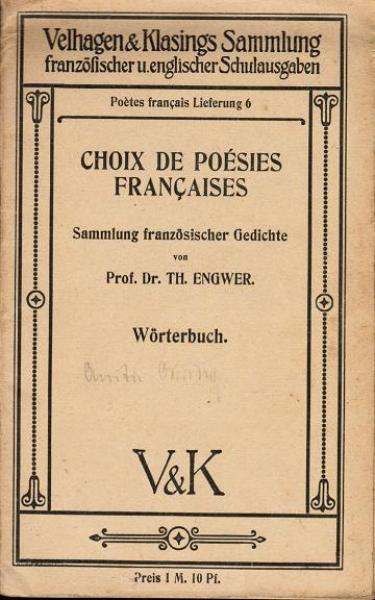 Velhagen & Klasings Sammlung
französischer u. englischer Schulausgaben
Poètes français Lieferung 6
CHOIX DE POÉSIES
FRANÇAISES
Sammlung französischer Gedichte
von
Prof. Dr. TH. ENGWER.
Wörterbuch.
V&K
Preis 1 M. 10 Pf.